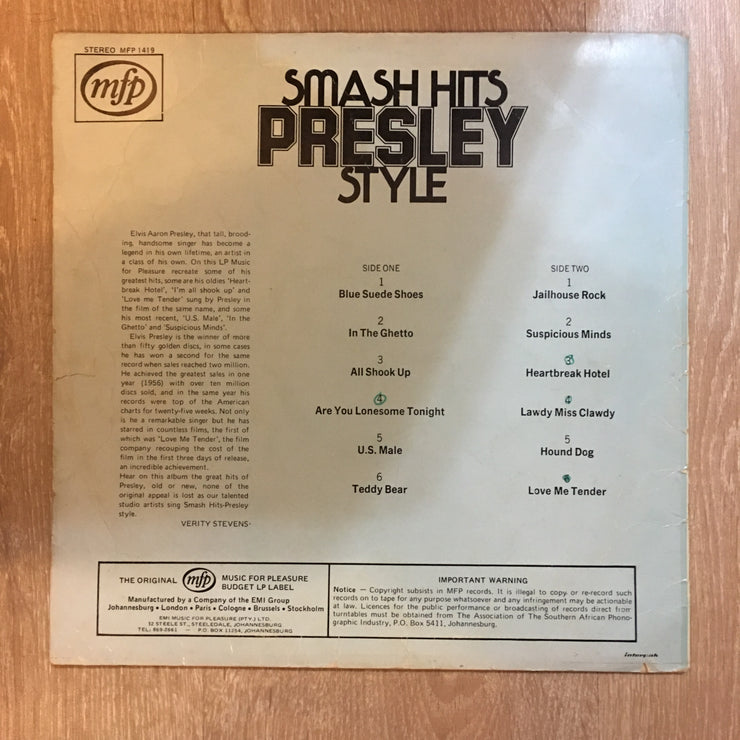 STEREO MFP 1419
mfp
SMASH HITS
PRESLEY
STYLE
Elvis Aaron Presley, that tall, brood-
ing, handsome singer has become a
legend in his own lifetime, an artist in
a class of his own. On this LP Music
for Pleasure recreate some of his
greatest hits, some are his oldies 'Heart-
break Hotel', 'I'm all shook up' and
'Love me Tender' sung by Presley in
the film of the same name, and some
his most recent, 'U.S. Male', 'In the
Ghetto' and 'Suspicious Minds'.
Elvis Presley is the winner of more
than fifty golden discs, in some cases
he has won a second for the same
record when sales reached two million.
He achieved the greatest sales in one
year (1956) with over ten million
discs sold, and in the same year his
records were top of the American
charts for twenty-five weeks. Not only
is he a remarkable singer but he has
starred in countless films, the first of
which was 'Love Me Tender', the film
company recouping the cost of the
film in the first three days of release,
an incredible achievement.
Hear on this album the great hits of
Presley, old or new, none of the
original appeal is lost as our talented
studio artists sing Smash Hits-Presley
style.
VERITY STEVENS·
SIDE ONE
1
Blue Suede Shoes
2
In The Ghetto
3
All Shook Up
4
Are You Lonesome Tonight
5
U.S. Male
6
Teddy Bear
SIDE TWO
1
Jailhouse Rock
2
Suspicious Minds
3
Heartbreak Hotel
4
Lawdy Miss Clawdy
5
Hound Dog
6
Love Me Tender
THE ORIGINAL mfp MUSIC FOR PLEASURE
BUDGET LP LABEL
Manufactured by a Company of the EMI Group
Johannesburg • London • Paris • Cologne • Brussels • Stockholm
EMI MUSIC FOR PLEASURE (PTY.) LTD.
12 STEELE ST., STEELEDALE, JOHANNESBURG
TEL: 869-2661 — P.O. BOX 11254, JOHANNESBURG
IMPORTANT WARNING
Notice — Copyright subsists in MFP records. It is illegal to copy or re-record such
records on to tape for any purpose whatsoever and any infringement may be actionable
at law. Licences for the public performance or broadcasting of records direct from
turntables must be obtained from The Association of The Southern African Phono-
graphic Industry, P.O. Box 5411, Johannesburg.
interpak